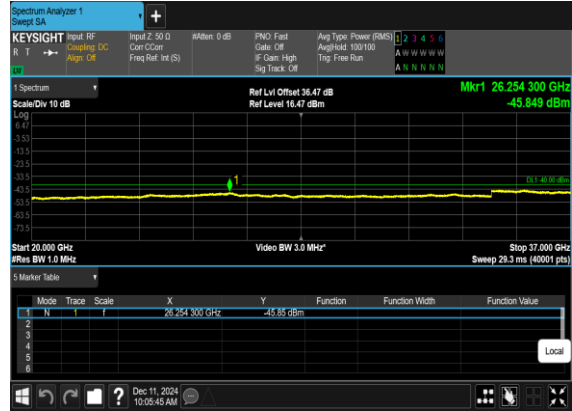 Spectrum Analyzer 1
Swept SA
+
KEYSIGHT Input: RF Input Z: 50 Ω #Atten: 0 dB PNO: Fast Avg Type: Power (RMS) 1 2 3 4 5 6
R T Coupling: DC Corr CCorr Gate: Off Avg|Hold: 100/100 A W W W W W
Align: Off Freq Ref: Int (S) IF Gain: High Trig: Free Run
Sig Track: Off A N N N N N
LW
1 Spectrum Ref Lvl Offset 36.47 dB Mkr1 26.254 300 GHz
Scale/Div 10 dB Ref Level 16.47 dBm -45.849 dBm
Log
6.47
-3.53
-13.5
-23.5
-33.5
1
DL1 -40.00 dBm
-43.5
-53.5
-63.5
-73.5
Start 20.000 GHz Video BW 3.0 MHz* Stop 37.000 GHz
#Res BW 1.0 MHz Sweep 29.3 ms (40001 pts)
5 Marker Table
Mode Trace Scale X Y Function Function Width Function Value
1 N 1 f 26.254 300 GHz -45.85 dBm
2
3
4
5
6
Local
Dec 11, 2024
10:05:45 AM